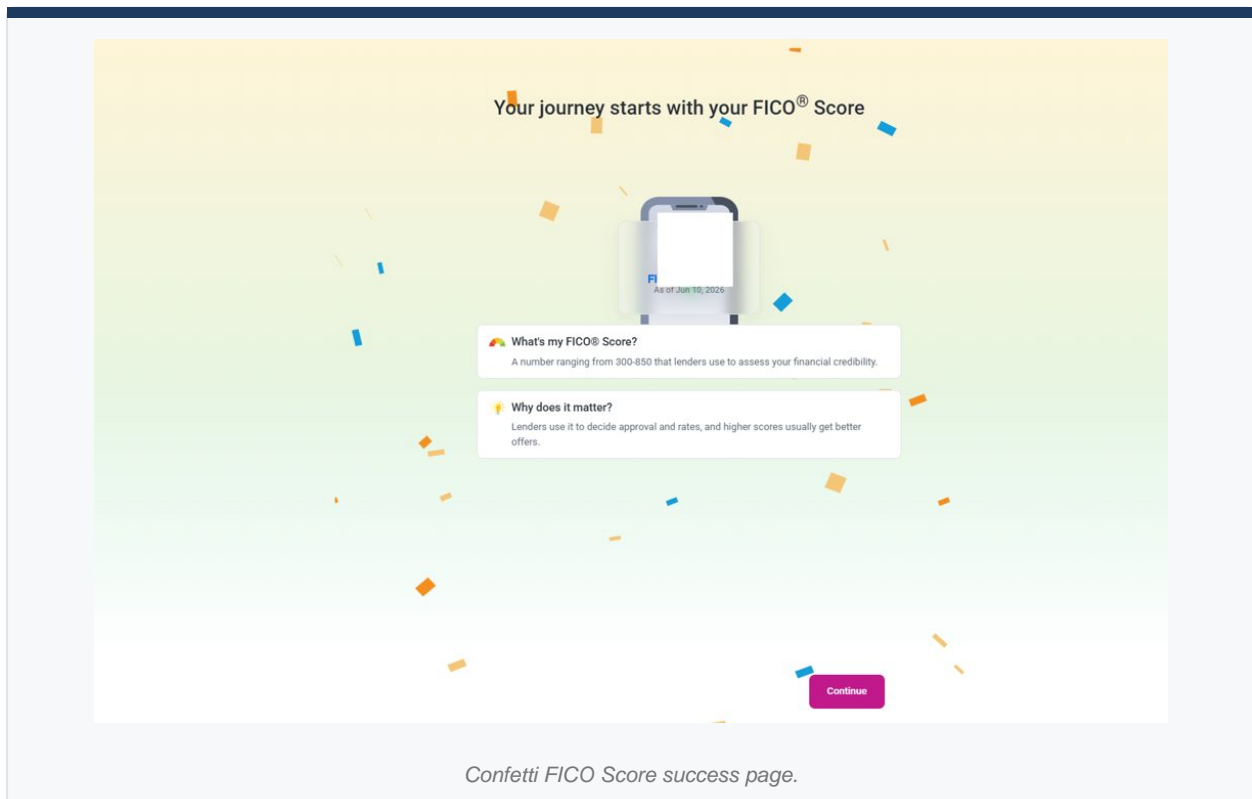 Your journey starts with your FICO® Score
As of Jun 10, 2026
What's my FICO® Score?
A number ranging from 300-850 that lenders use to assess your financial credibility.
Why does it matter?
Lenders use it to decide approval and rates, and higher scores usually get better
offers.
Continue
Confetti FICO Score success page.